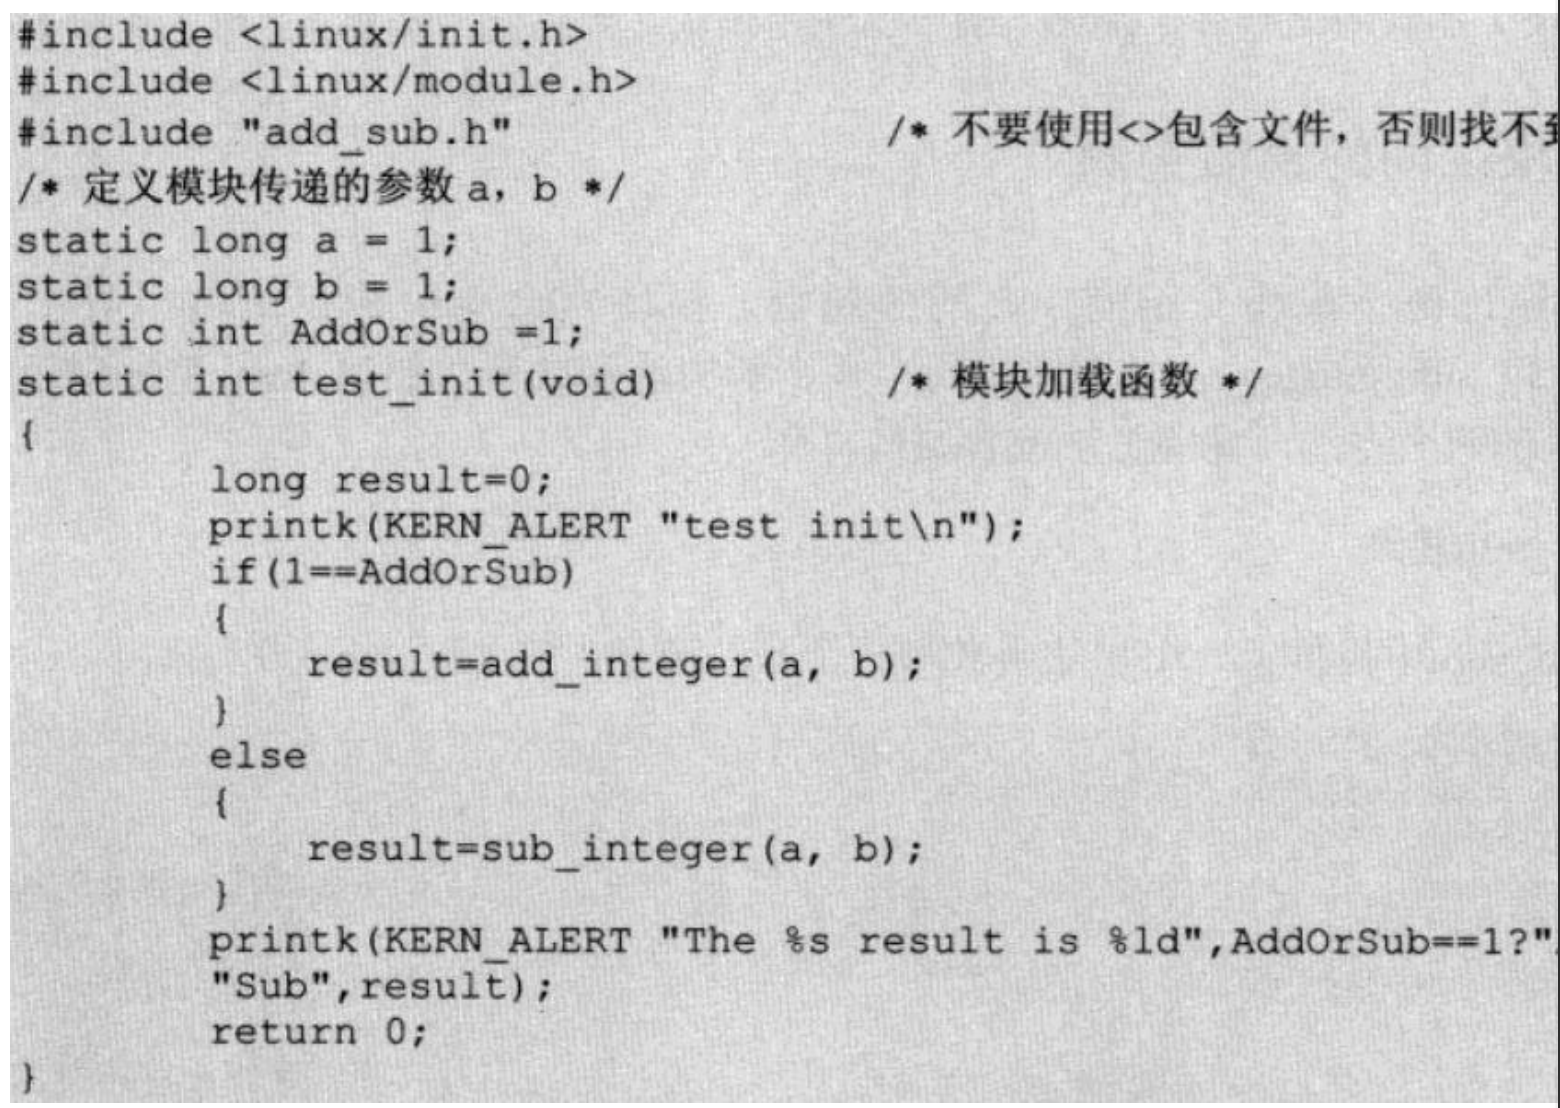 #include <linux/init.h>
#include <linux/module.h>
#include "add_sub.h" /* 不要使用<>包含文件，否则找不
/* 定义模块传递的参数 a，b */
static long a = 1;
static long b = 1;
static int AddOrSub =1;
static int test_init(void) /* 模块加载函数 */
{
long result=0;
printk(KERN_ALERT "test init\n");
if(1==AddOrSub)
{
result=add_integer(a, b);
}
else
{
result=sub_integer(a, b);
}
printk(KERN_ALERT "The %s result is %ld",AddOrSub==1?"
"Sub",result);
return 0;
}